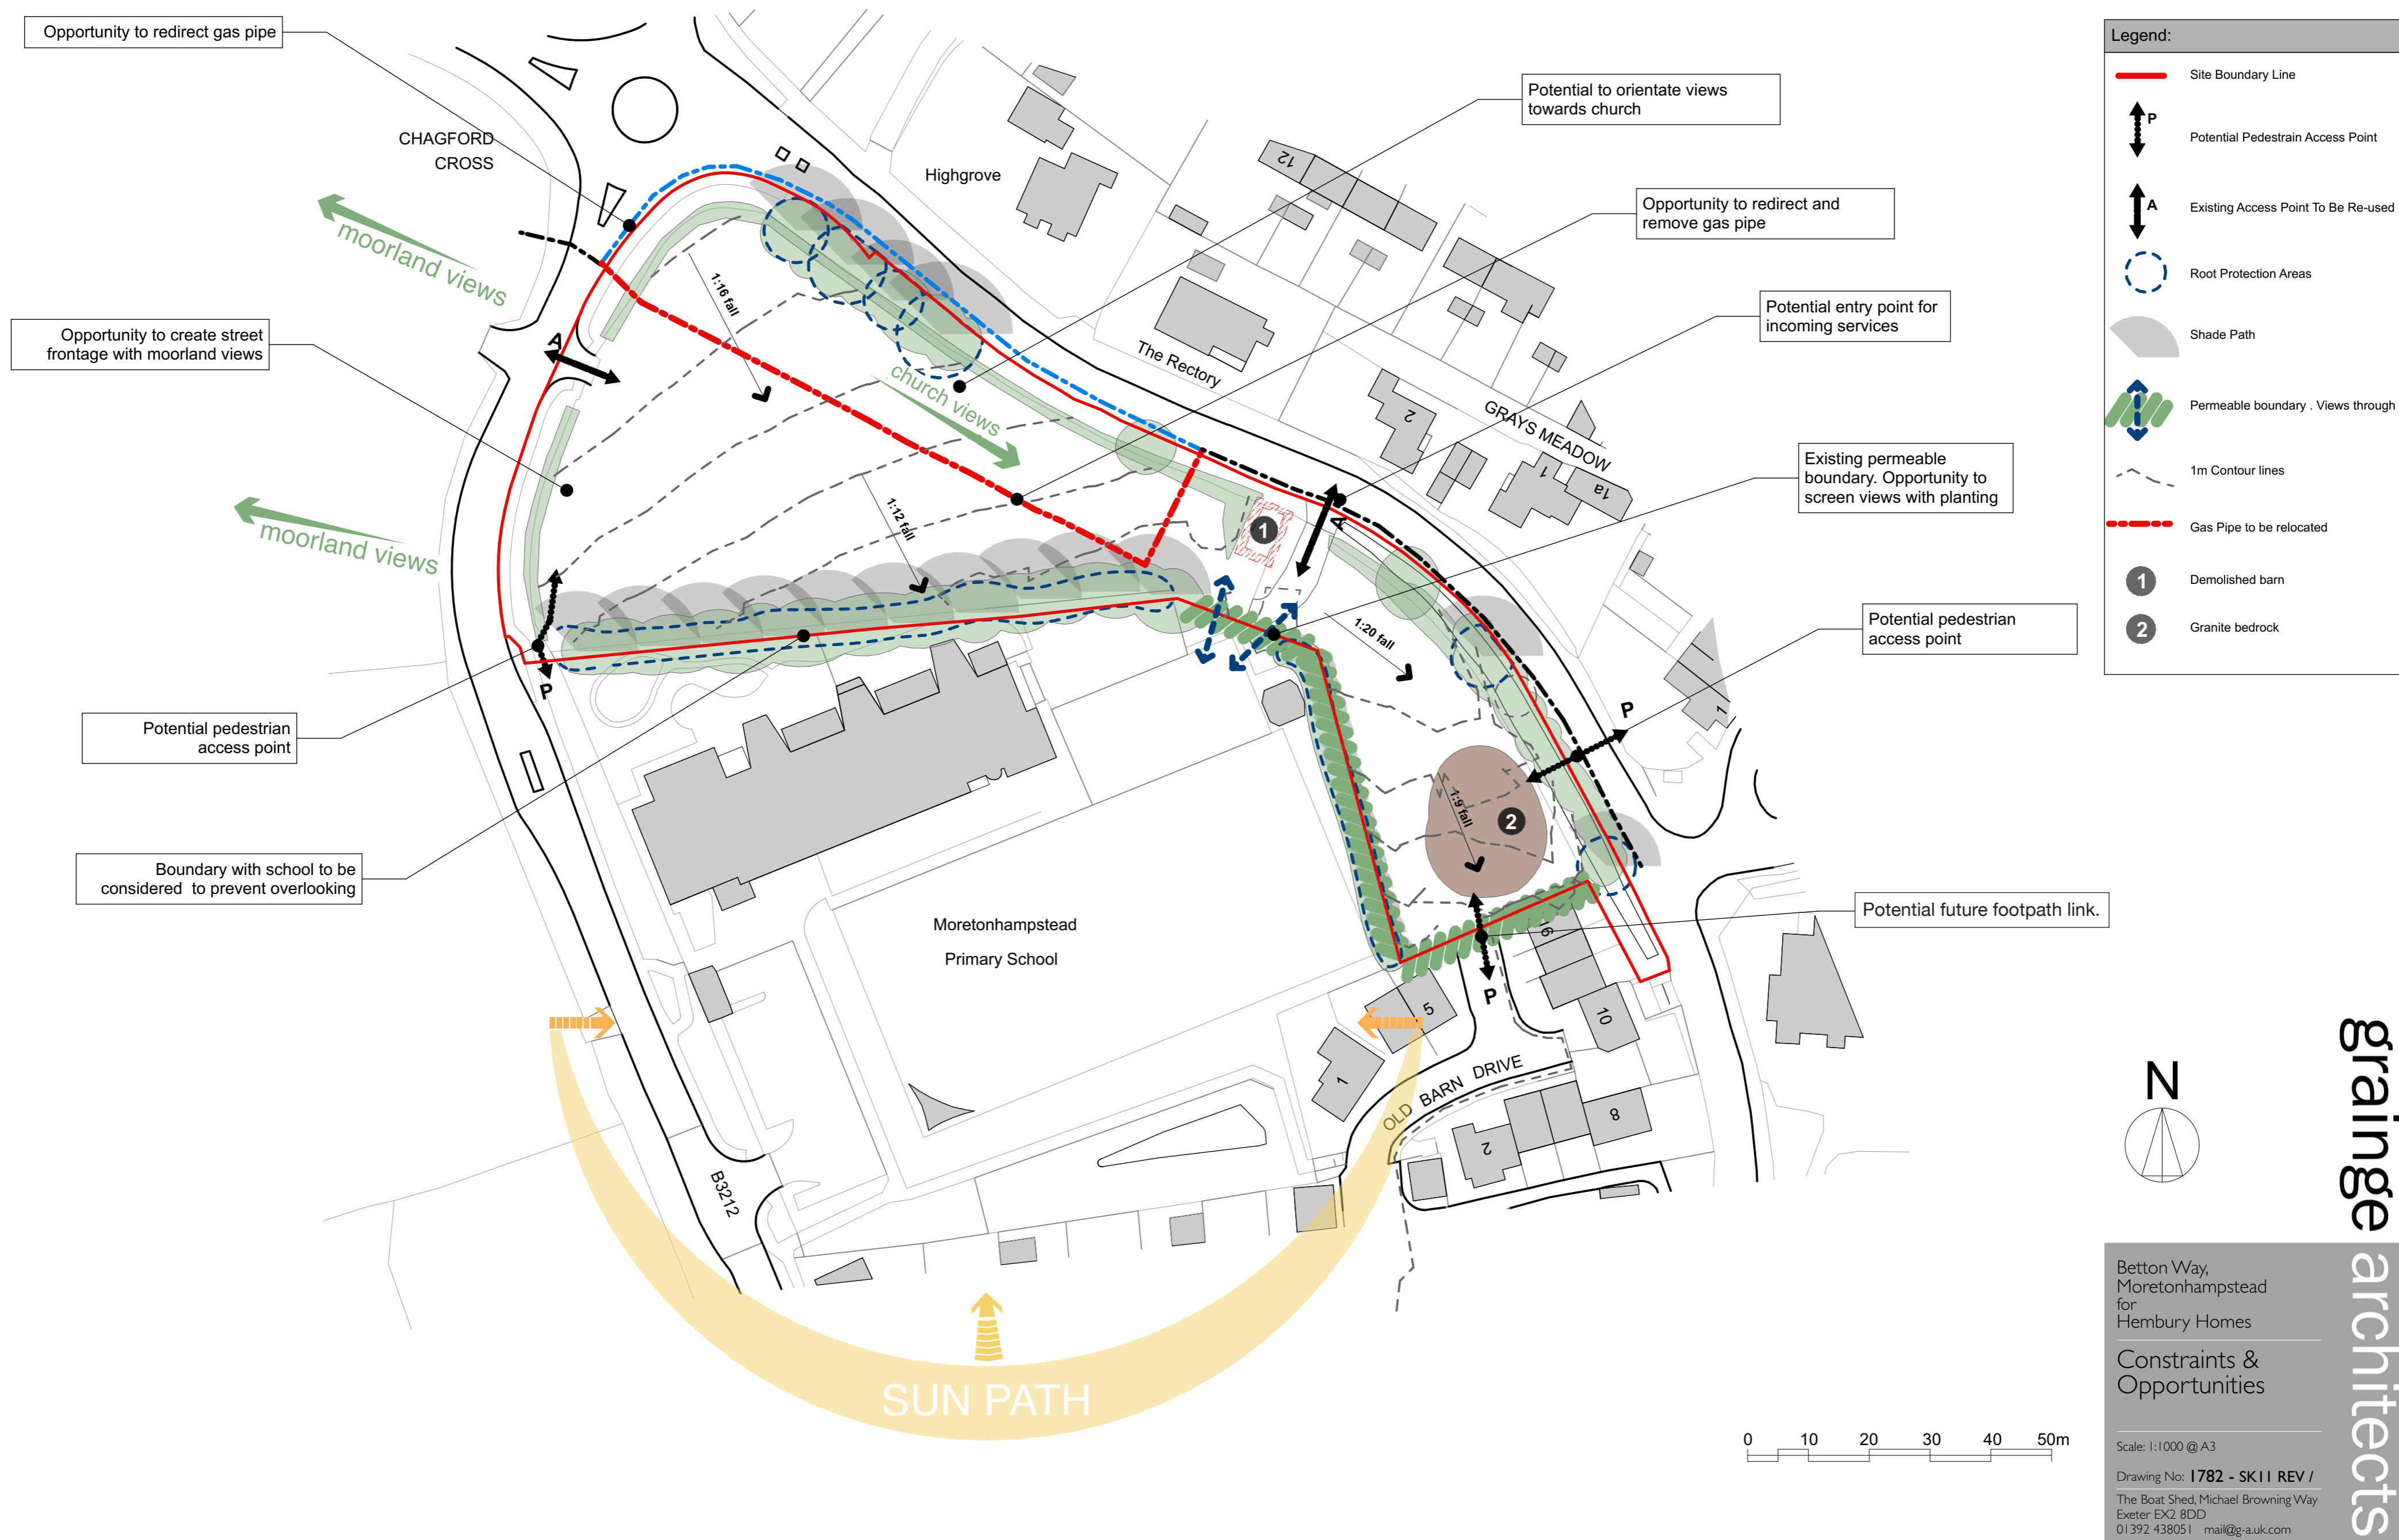 Opportunity to redirect gas pipe
CHAGFORD
CROSS
moorland views
Highgrove
12
Potential to orientate views
towards church
Opportunity to redirect and
remove gas pipe
Potential entry point for
incoming services
The Rectory
1:16 fall
Opportunity to create street
frontage with moorland views
A
church views
2
GRAYS MEADOW
1
1a
Existing permeable
boundary. Opportunity to
screen views with planting
moorland views
1:12 fall
1
A
1:20 fall
Potential pedestrian
access point
P
P
1
Potential pedestrian
access point
1:9 fall
2
Boundary with school to be
considered to prevent overlooking
Moretonhampstead
Primary School
Potential future footpath link.
16
P
5
10
1
OLD BARN DRIVE
8
2
B3212
SUN PATH
0 10 20 30 40 50m
Legend:
Site Boundary Line
P
Potential Pedestrain Access Point
A
Existing Access Point To Be Re-used
Root Protection Areas
Shade Path
Permeable boundary . Views through
1m Contour lines
Gas Pipe to be relocated
1
Demolished barn
2
Granite bedrock
N
grainge architects
Betton Way,
Moretonhampstead
for
Hembury Homes
Constraints &
Opportunities
Scale: 1:1000 @ A3
Drawing No: 1782 - SK11 REV /
The Boat Shed, Michael Browning Way
Exeter EX2 8DD
01392 438051 mail@g-a.uk.com